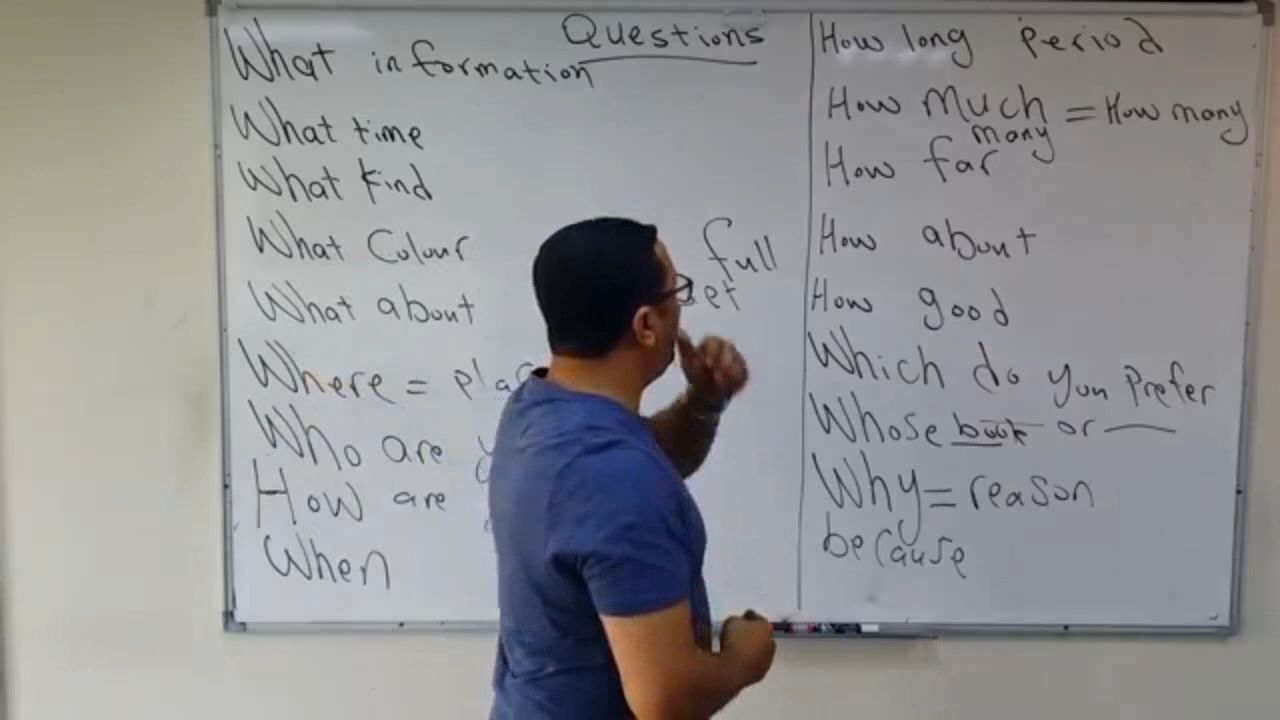 Questions
What information
What time
What kind
What Colour
What about
full
Where =
Who are
How are
When
How long period
How much = How many
many
How far
How about
How good
Which do you prefer
Whose book or
Why = reason
because